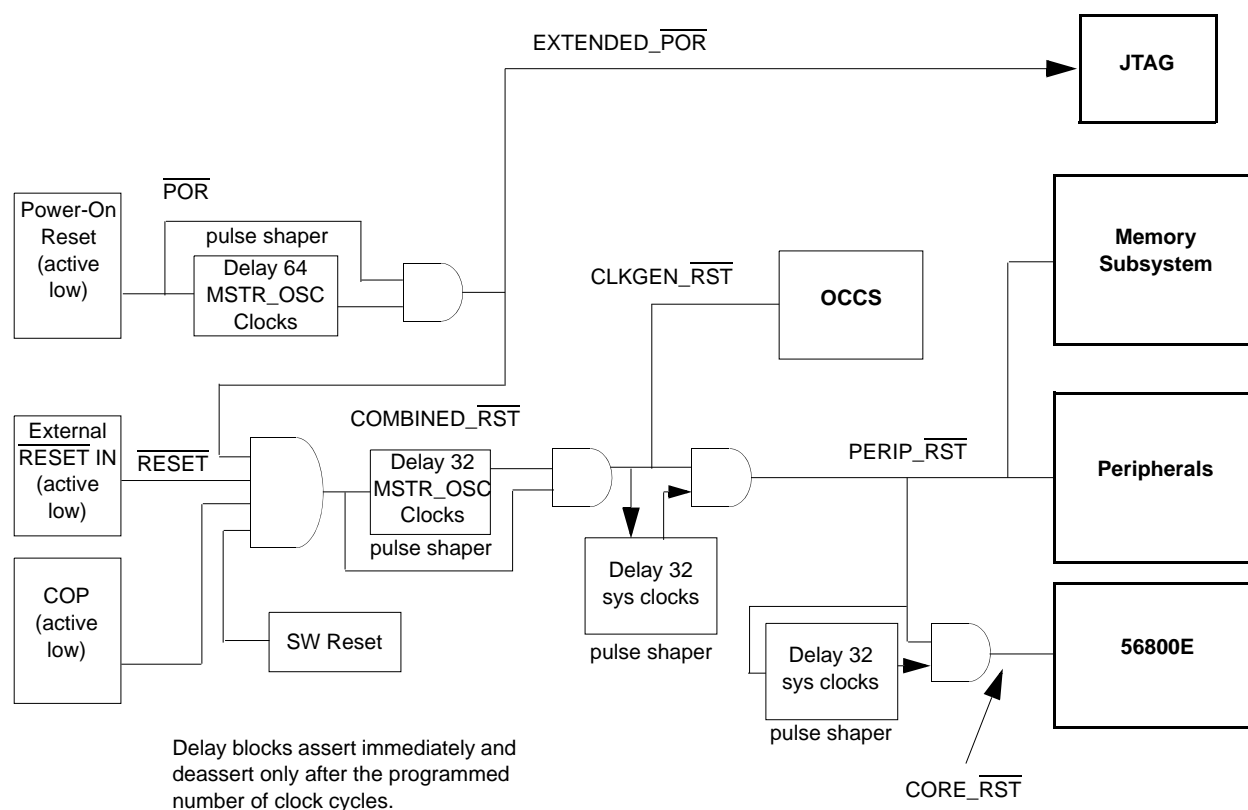 EXTENDED_POR
JTAG
POR
Power-On
Reset
(active
low)
pulse shaper
Delay 64
MSTR_OSC
Clocks
CLKGEN_RST
OCCS
Memory
Subsystem
External
RESET IN
(active
low)
RESET
COMBINED_RST
Delay 32
MSTR_OSC
Clocks
pulse shaper
PERIP_RST
Peripherals
COP
(active
low)
SW Reset
Delay 32
sys clocks
pulse shaper
Delay 32
sys clocks
pulse shaper
56800E
CORE_RST
Delay blocks assert immediately and
deassert only after the programmed
number of clock cycles.